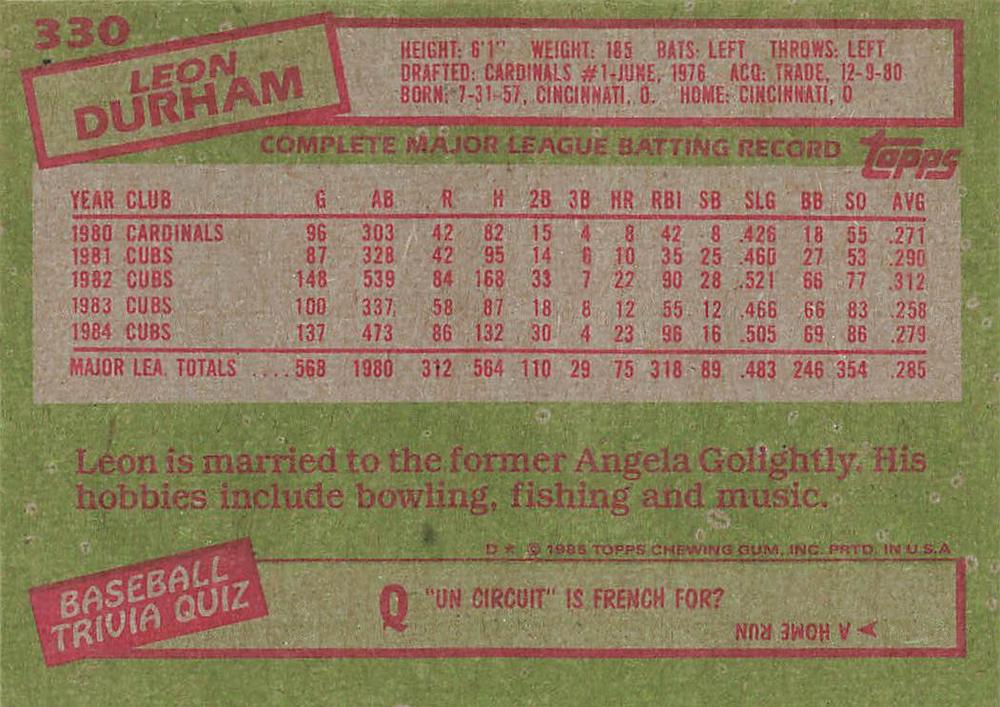 330
LEON
DURHAM
HEIGHT: 6'1" WEIGHT: 185 BATS: LEFT THROWS: LEFT
DRAFTED: CARDINALS #1-JUNE, 1976 ACQ: TRADE, 12-9-80
BORN: 7-31-57, CINCINNATI, O. HOME: CINCINNATI, O
COMPLETE MAJOR LEAGUE BATTING RECORD topps
YEAR CLUB G AB R H 2B 3B HR RBI SB SLG BB SO AVG
1980 CARDINALS 96 303 42 82 15 4 8 42 8 .426 18 55 .271
1981 CUBS 87 328 42 95 14 6 10 35 25 .460 27 53 .290
1982 CUBS 148 539 84 168 33 7 22 90 28 .521 66 77 .312
1983 CUBS 100 337 58 87 18 8 12 55 12 .466 66 83 .258
1984 CUBS 137 473 86 132 30 4 23 96 16 .505 69 86 .279
MAJOR LEA. TOTALS ....568 1980 312 564 110 29 75 318 89 .483 246 354 .285
Leon is married to the former Angela Golightly. His
hobbies include bowling, fishing and music.
D* © 1985 TOPPS CHEWING GUM, INC. PRTD. IN U.S.A
BASEBALL
TRIVIA QUIZ
Q "UN CIRCUIT" IS FRENCH FOR?
A HOME RUN